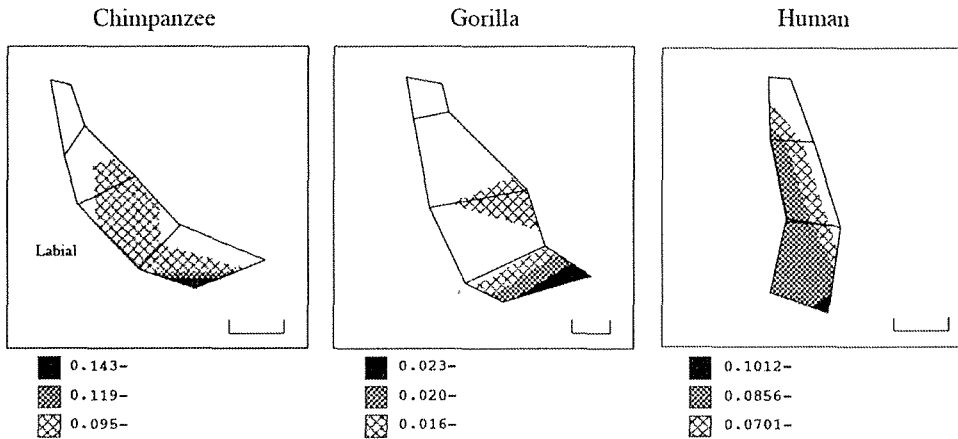 Chimpanzee Gorilla Human
Labial
0.143- 0.023- 0.1012-
0.119- 0.020- 0.0856-
0.095- 0.016- 0.0701-